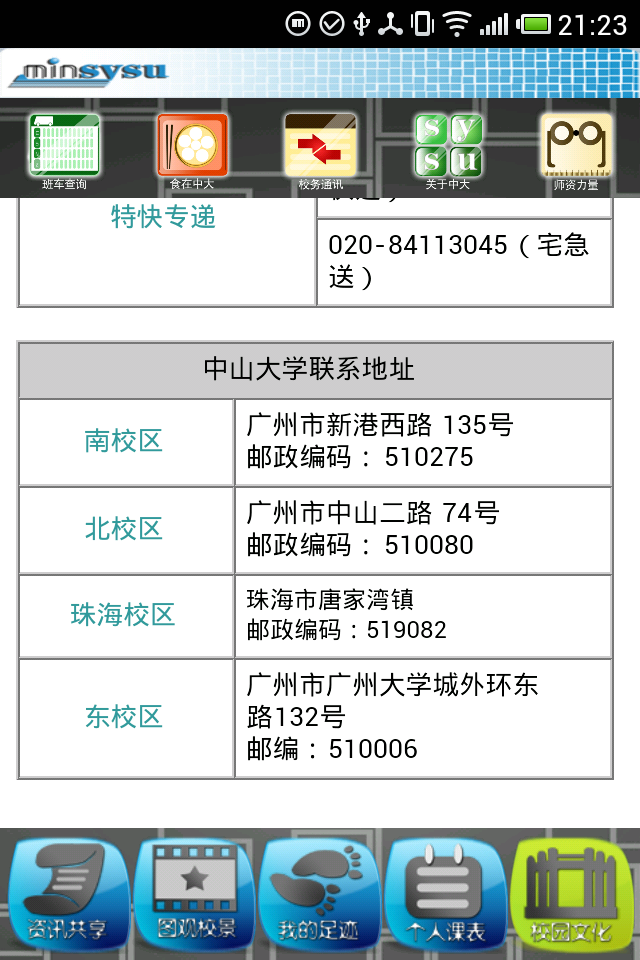 21:23
minsysu
班车查询
食在中大
校务通讯
sy
su
关于中大
师资力量
特快专递
020-84113045（宅急
送）
中山大学联系地址
南校区
广州市新港西路 135号
邮政编码： 510275
北校区
广州市中山二路 74号
邮政编码： 510080
珠海校区
珠海市唐家湾镇
邮政编码：519082
东校区
广州市广州大学城外环东
路132号
邮编： 510006
资讯共享
图观校景
我的足迹
个人课表
校园文化